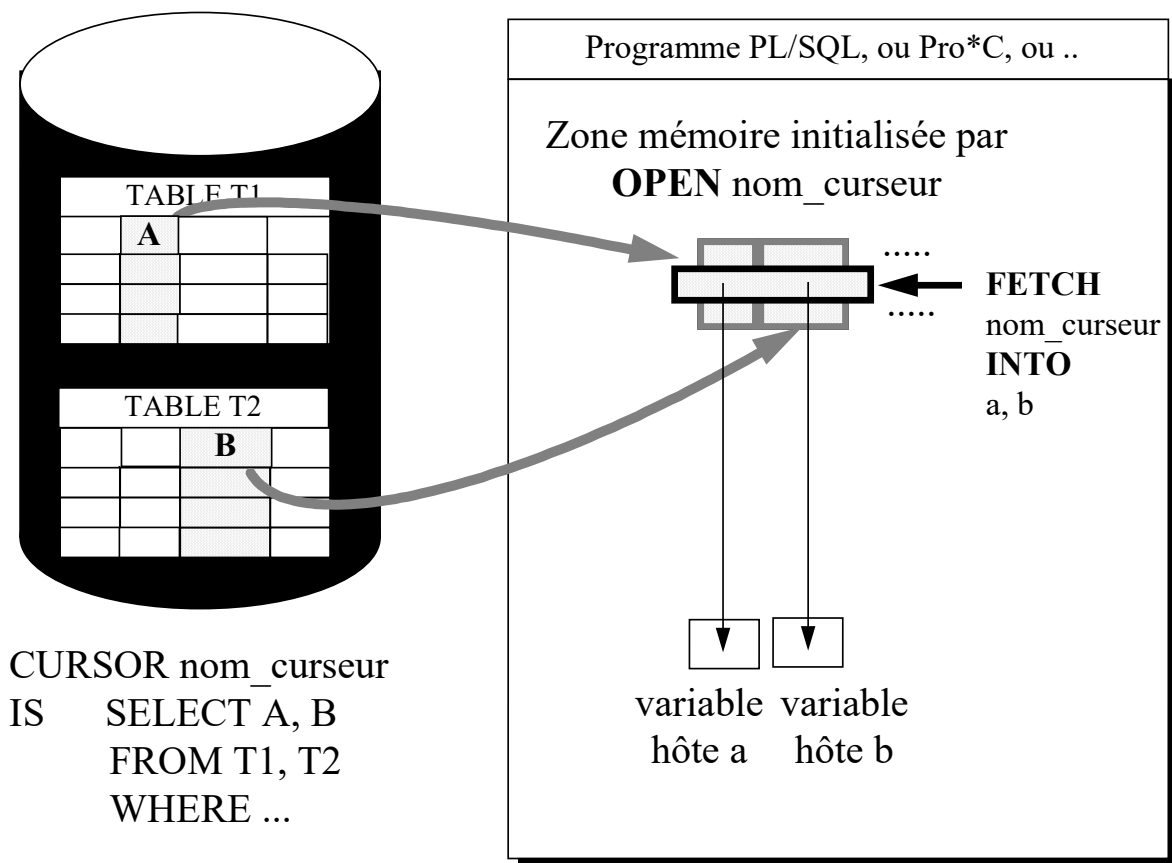 Programme PL/SQL, ou Pro*C, ou ..
Zone mémoire initialisée par
OPEN nom_curseur
TABLE T1
A
TABLE T2
B
.....
.....
FETCH
nom_curseur
INTO
a, b
variable variable
hôte a hôte b
CURSOR nom_curseur
IS SELECT A, B
FROM T1, T2
WHERE ...